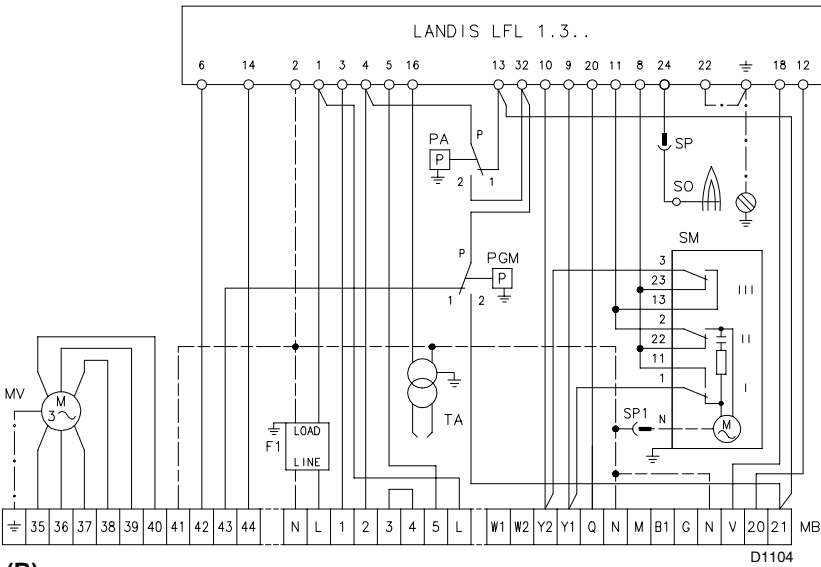 LANDIS LFL 1.3..
6 14 2 1 3 4 5 16 13 32 10 9 20 11 8 24 22 18 12
PA P P
2 1
SP
SO
SM
P PGM P
1 2
3
23
13
III
2
22
II
11
1
I
MV M 3~
TA
SP1 N M
F1 LOAD
LINE
35 36 37 38 39 40 41 42 43 44 N L 1 2 3 4 5 L W1 W2 Y2 Y1 Q N M B1 G N V 20 21 MB
D1104